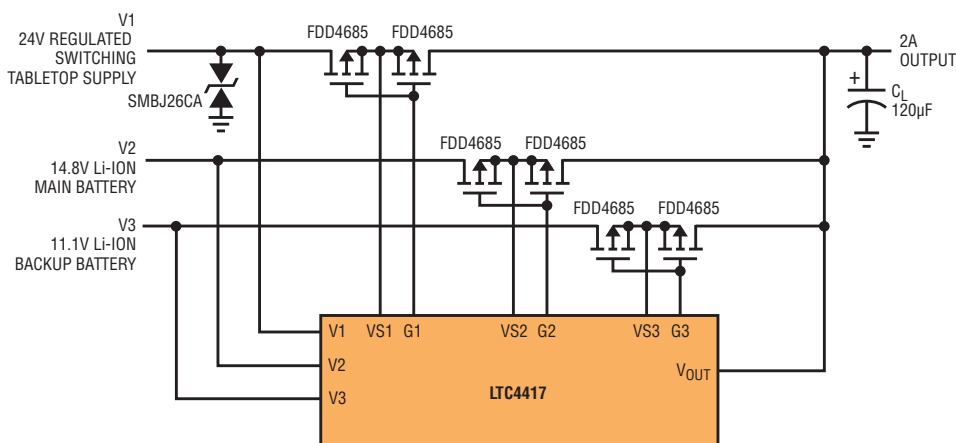 V1
24V REGULATED
SWITCHING
TABLETOP SUPPLY
SMBJ26CA
FDD4685 FDD4685
2A
OUTPUT
+
CL
120µF
V2
14.8V Li-ION
MAIN BATTERY
FDD4685 FDD4685
V3
11.1V Li-ION
BACKUP BATTERY
FDD4685 FDD4685
V1 VS1 G1 VS2 G2 VS3 G3
V2
V3
LTC4417
VOUT